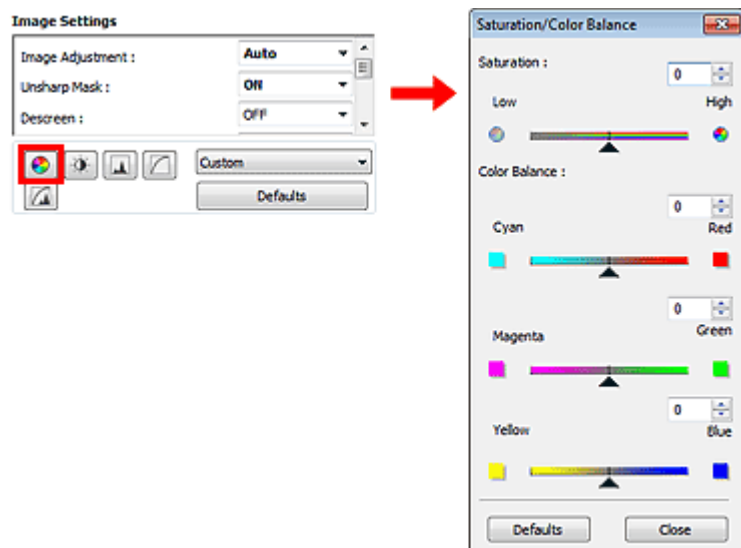 Image Settings
Image Adjustment : Auto
Unsharp Mask : ON
Descreen : OFF
Custom
Defaults
Saturation/Color Balance
Saturation :
0
Low High
Color Balance :
0
Cyan Red
0
Magenta Green
0
Yellow Blue
Defaults Close